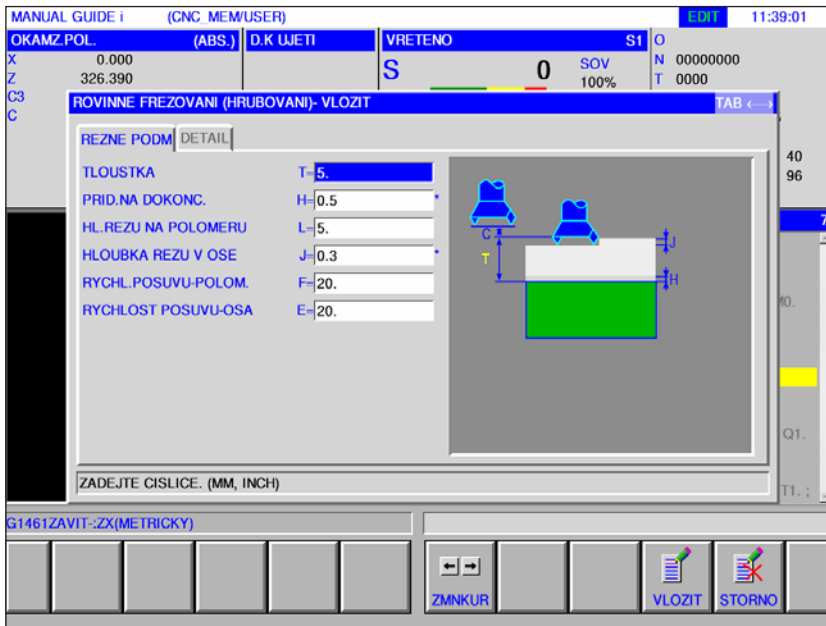 MANUAL GUIDE i (CNC_MEM/USER) EDIT 11:39:01
OKAMZ.POL. (ABS.) D.K UJETI VRETENO S1 O
X 0.000 S 0 SOV N 00000000
Z 326.390 100% T 0000
C3
C
ROVINNE FREZOVANI (HRUBOVANI)- VLOZIT TAB ←→
REZNE PODM DETAIL
TLOUSTKA T=5.
PRID.NA DOKONC. H=0.5 *
HL.REZU NA POLOMERU L=5.
HLOUBKA REZU V OSE J=0.3 *
RYCHL.POSUVU-POLOM. F=20.
RYCHLOST POSUVU-OSA E=20.
C
T
J
H
40
96
7
M0.
Q1.
T1. ;
ZADEJTE CISLICE. (MM, INCH)
G1461ZAVIT-:ZX(METRICKY)
ZMNKUR VLOZIT STORNO